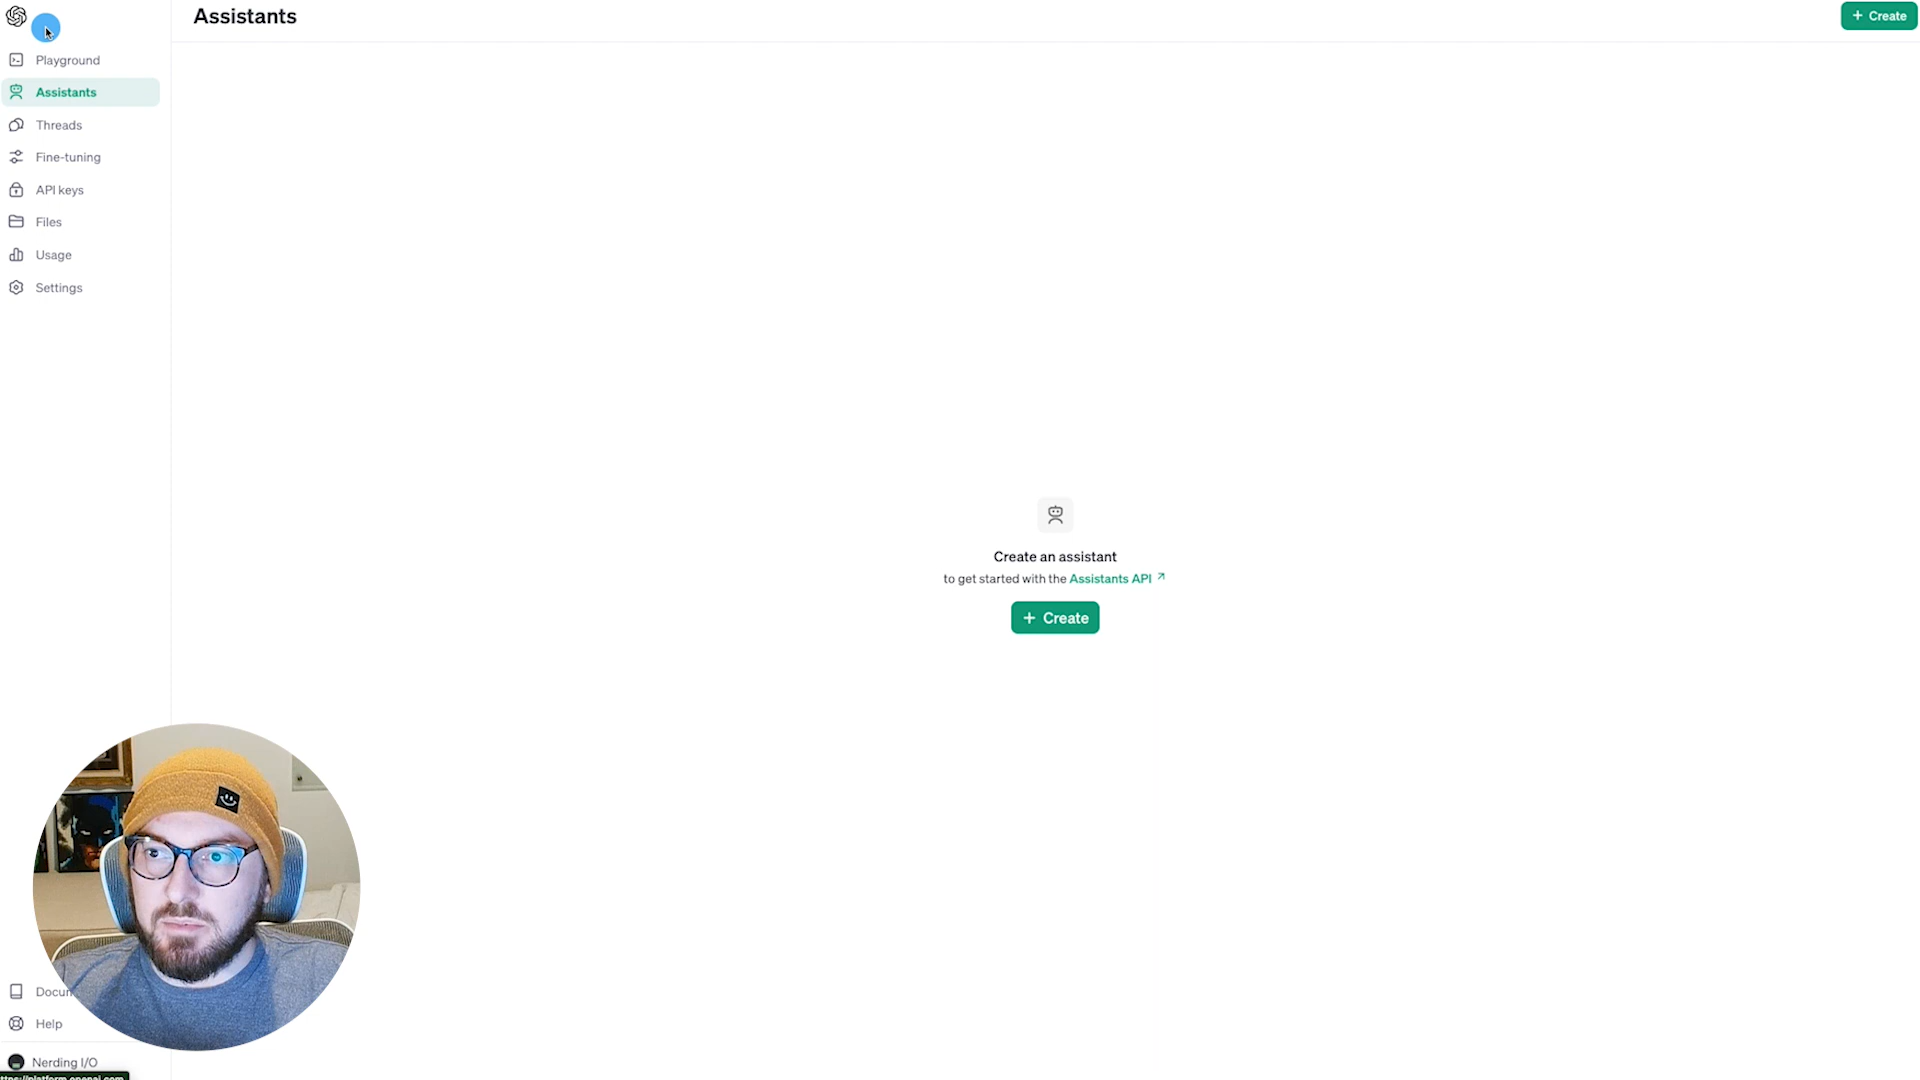 Assistants
+ Create
Playground
Assistants
Threads
Fine-tuning
API keys
Files
Usage
Settings
Create an assistant
to get started with the Assistants API ↗
+ Create
Help
Nerding I/O